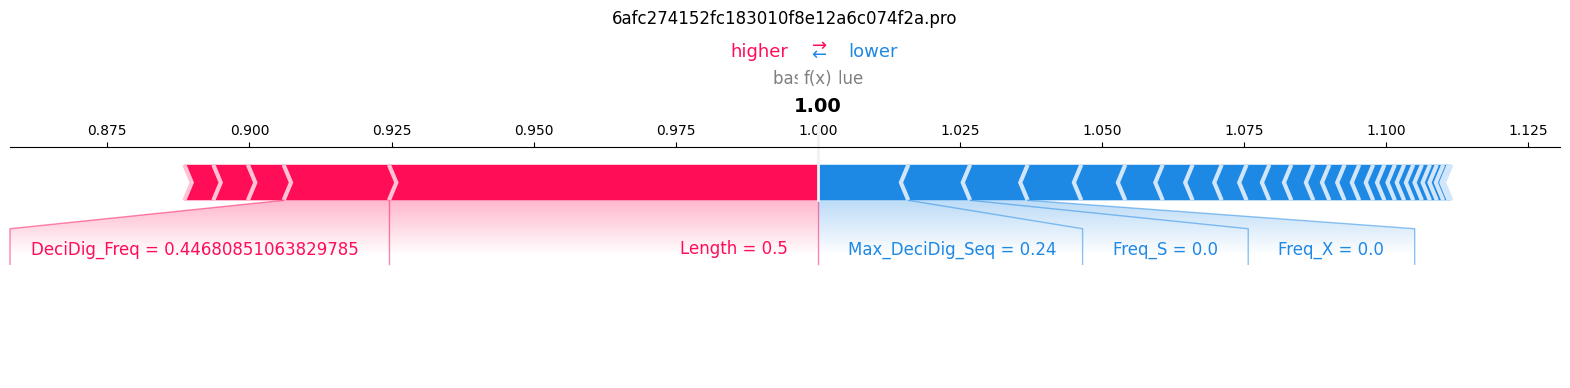 6afc274152fc183010f8e12a6c074f2a.pro
higher → ← lower
bas f(x) lue
1.00
0.875 0.900 0.925 0.950 0.975 1.000 1.025 1.050 1.075 1.100 1.125
DeciDig_Freq = 0.44680851063829785 Length = 0.5 Max_DeciDig_Seq = 0.24 Freq_S = 0.0 Freq_X = 0.0